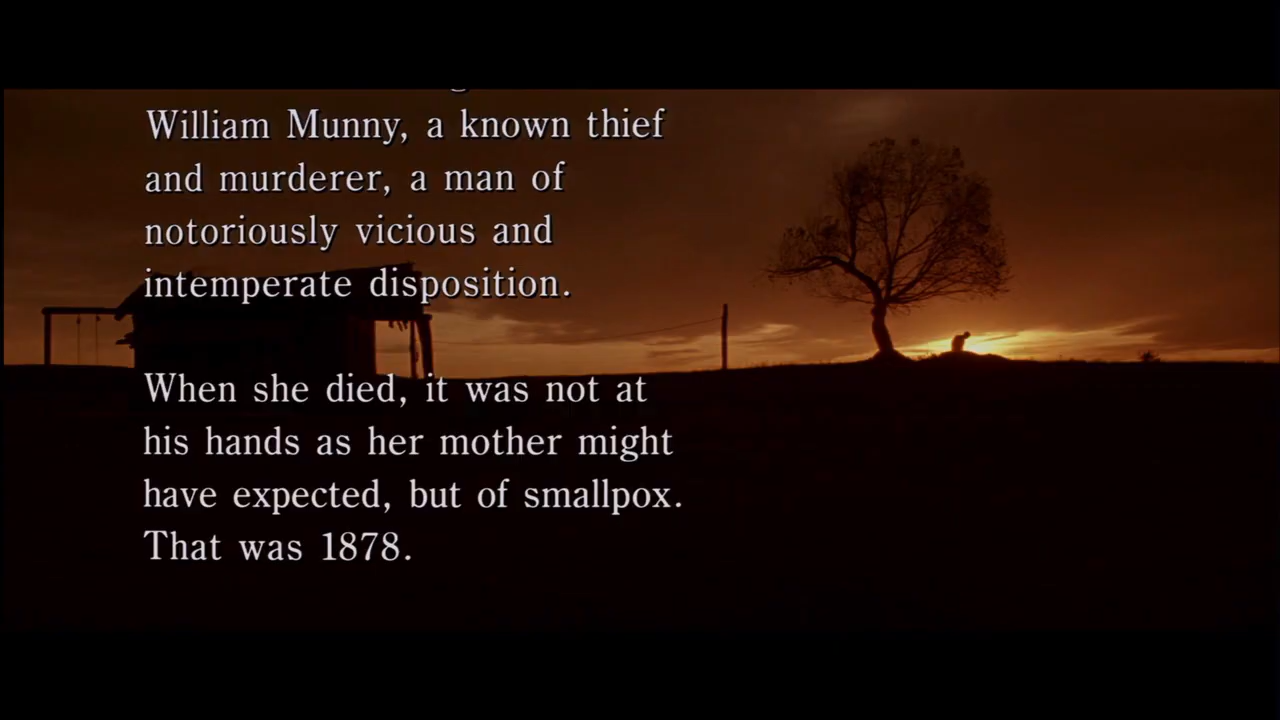 William Munny, a known thief
and murderer, a man of
notoriously vicious and
intemperate disposition.
When she died, it was not at
his hands as her mother might
have expected, but of smallpox.
That was 1878.